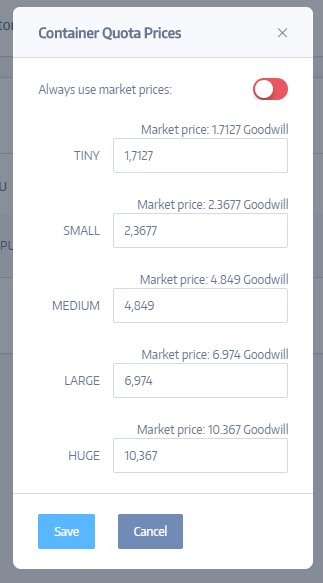 Container Quota Prices
Always use market prices:
Market price: 1.7127 Goodwill
TINY 1,7127
Market price: 2.3677 Goodwill
SMALL 2,3677
Market price: 4.849 Goodwill
MEDIUM 4,849
Market price: 6.974 Goodwill
LARGE 6,974
Market price: 10.367 Goodwill
HUGE 10,367
Save Cancel